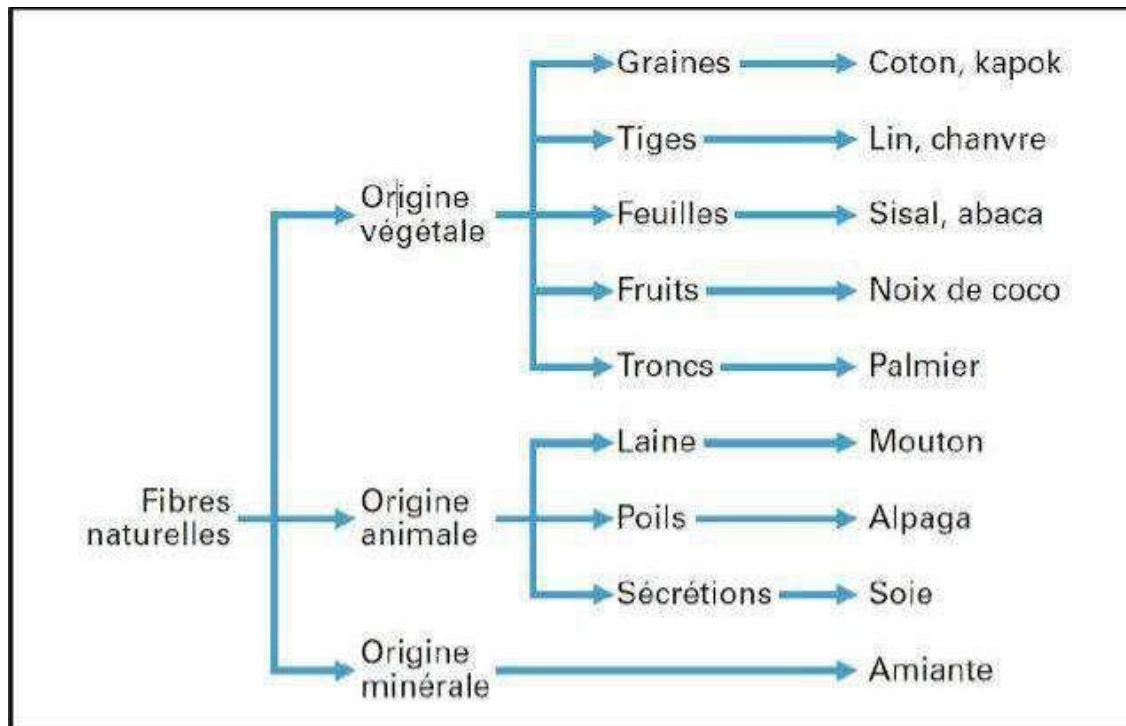 Graines
Coton, kapok
Tiges
Lin, chanvre
Origine
végétale
Feuilles
Sisal, abaca
Fruits
Noix de coco
Troncs
Palmier
Laine
Mouton
Fibres
naturelles
Origine
animale
Poils
Alpaga
Sécrétions
Soie
Origine
minérale
Amiante